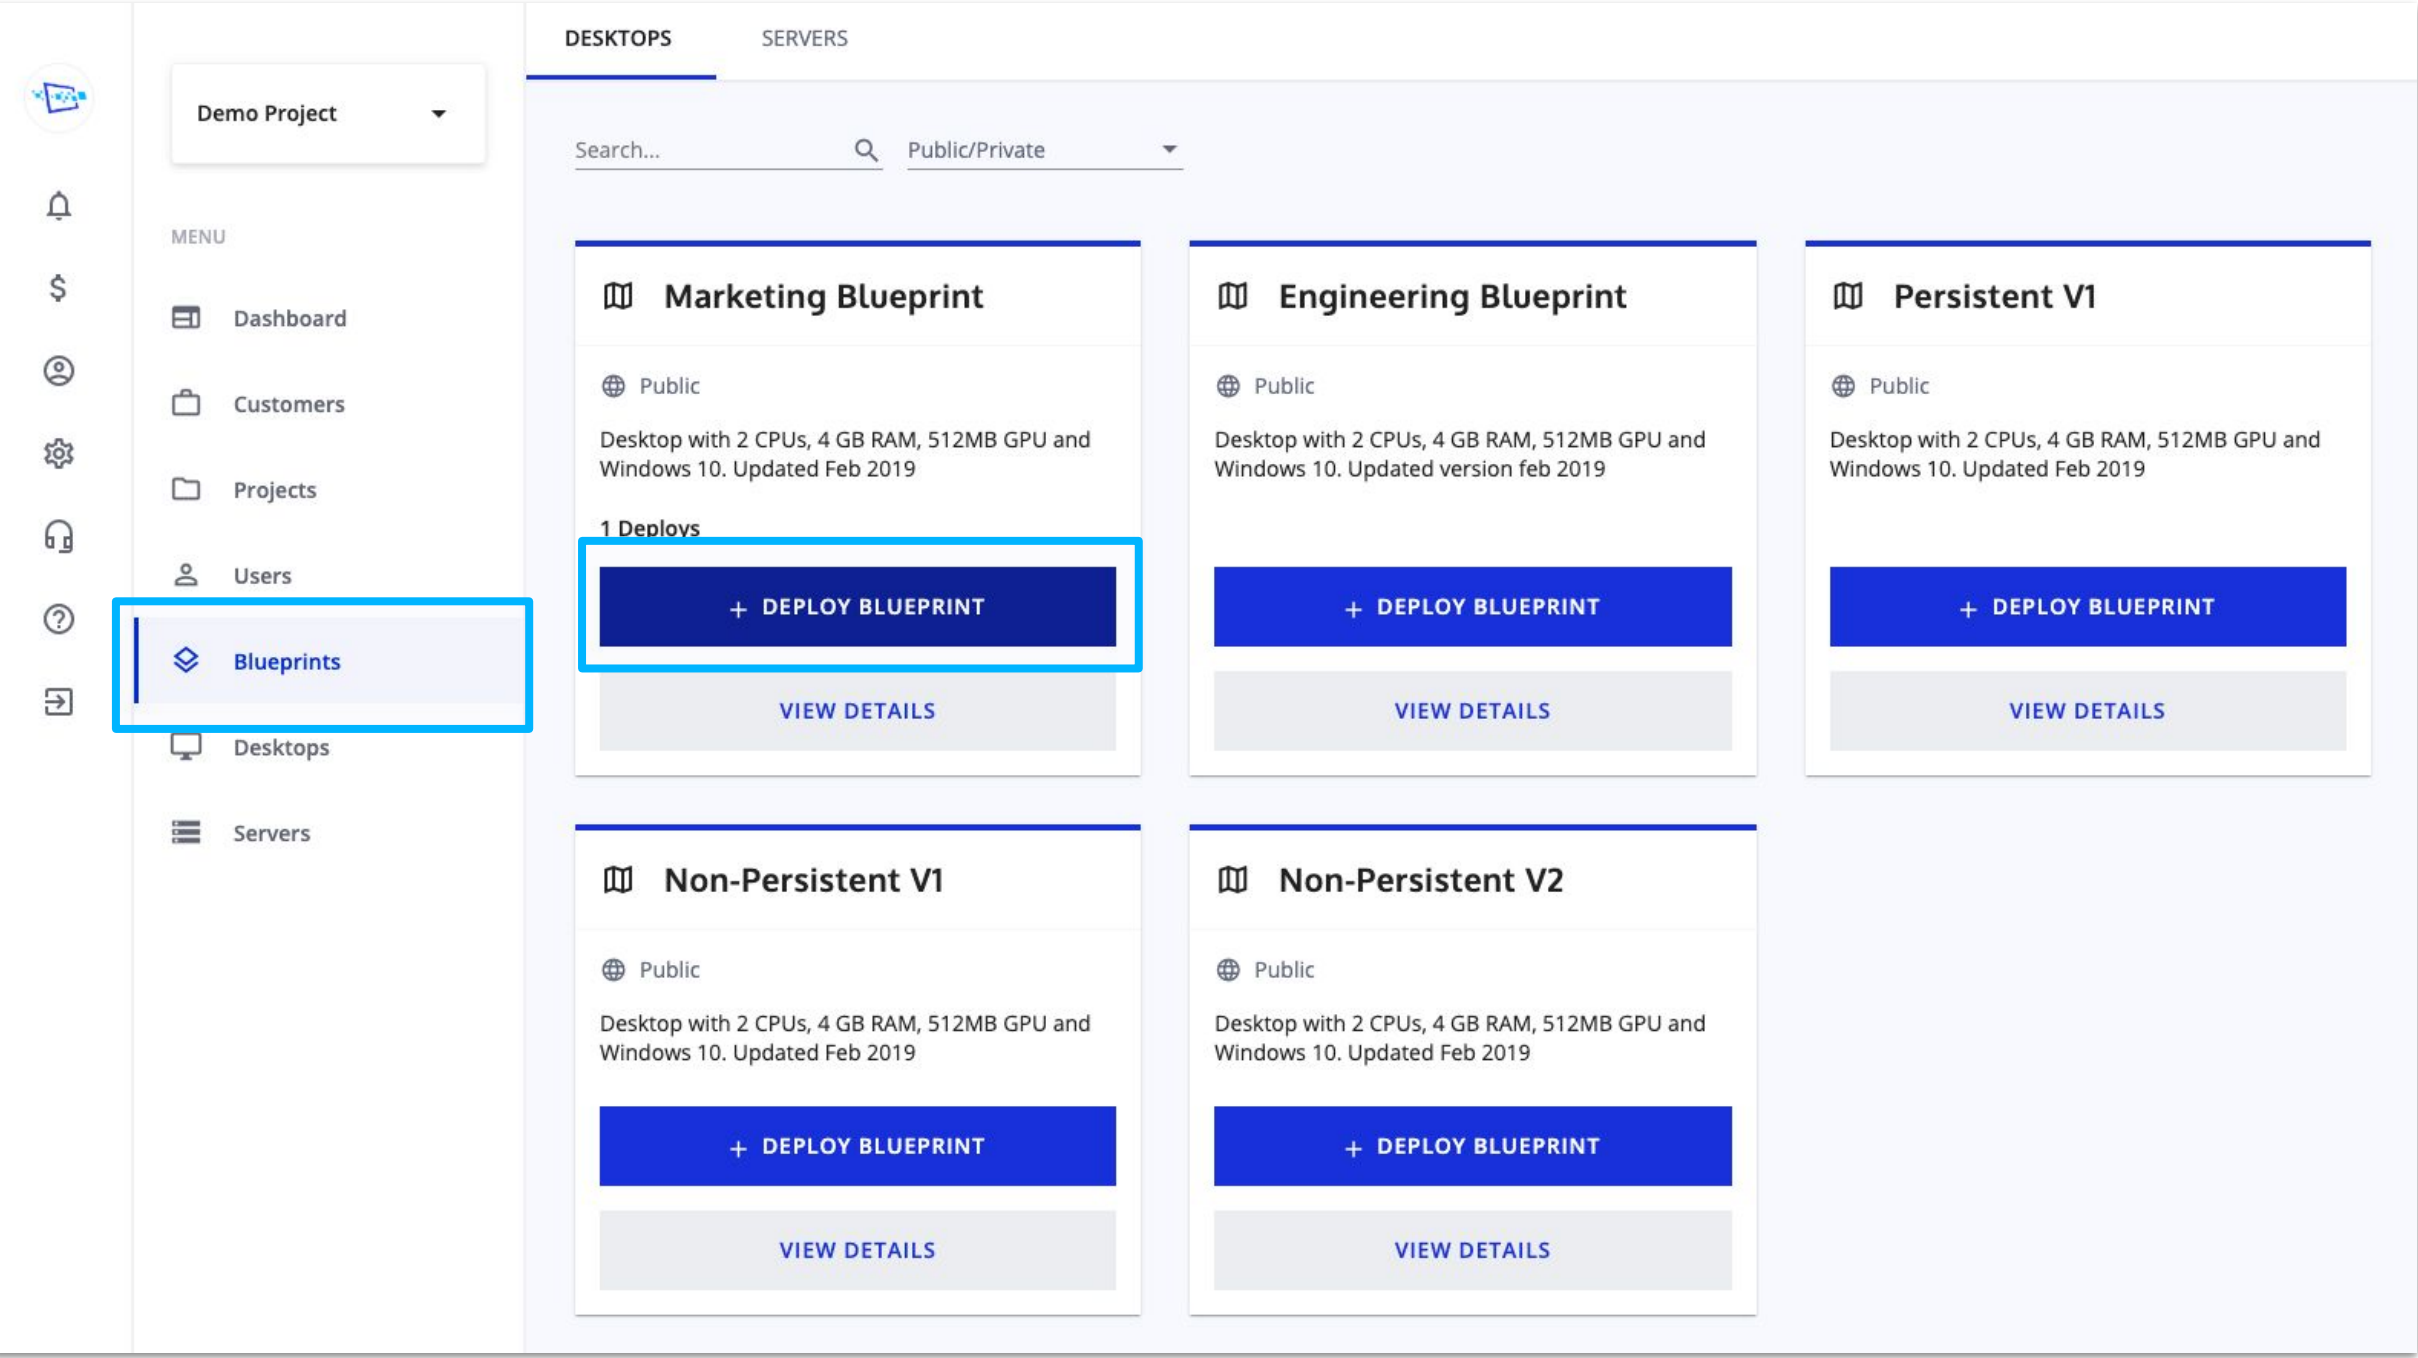 DESKTOPS
SERVERS
Demo Project
Search...
Public/Private
MENU
Dashboard
Customers
Projects
Users
Blueprints
Desktops
Servers
Marketing Blueprint
Public
Desktop with 2 CPUs, 4 GB RAM, 512MB GPU and
Windows 10. Updated Feb 2019
1 Deploys
+ DEPLOY BLUEPRINT
VIEW DETAILS
Engineering Blueprint
Public
Desktop with 2 CPUs, 4 GB RAM, 512MB GPU and
Windows 10. Updated version feb 2019
+ DEPLOY BLUEPRINT
VIEW DETAILS
Persistent V1
Public
Desktop with 2 CPUs, 4 GB RAM, 512MB GPU and
Windows 10. Updated Feb 2019
+ DEPLOY BLUEPRINT
VIEW DETAILS
Non-Persistent V1
Public
Desktop with 2 CPUs, 4 GB RAM, 512MB GPU and
Windows 10. Updated Feb 2019
+ DEPLOY BLUEPRINT
VIEW DETAILS
Non-Persistent V2
Public
Desktop with 2 CPUs, 4 GB RAM, 512MB GPU and
Windows 10. Updated Feb 2019
+ DEPLOY BLUEPRINT
VIEW DETAILS